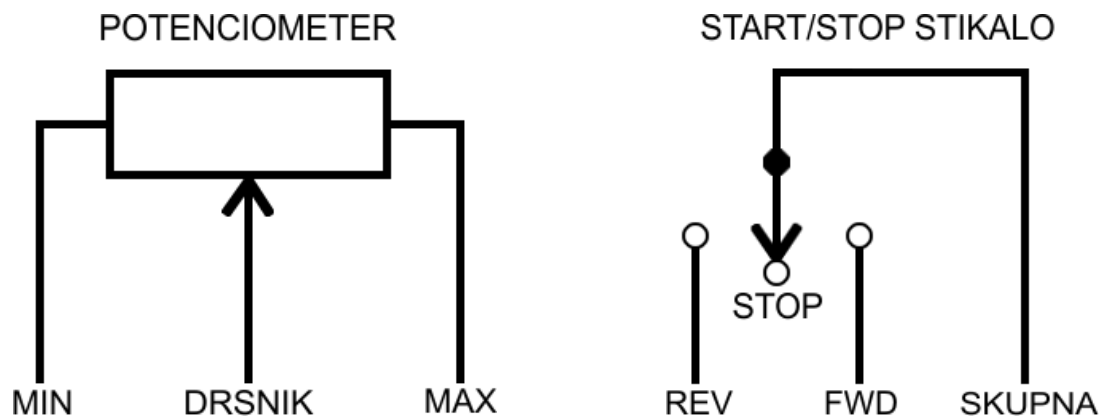 POTENCIOMETER
MIN DRSNIK MAX
START/STOP STIKALO
STOP
REV FWD SKUPNA